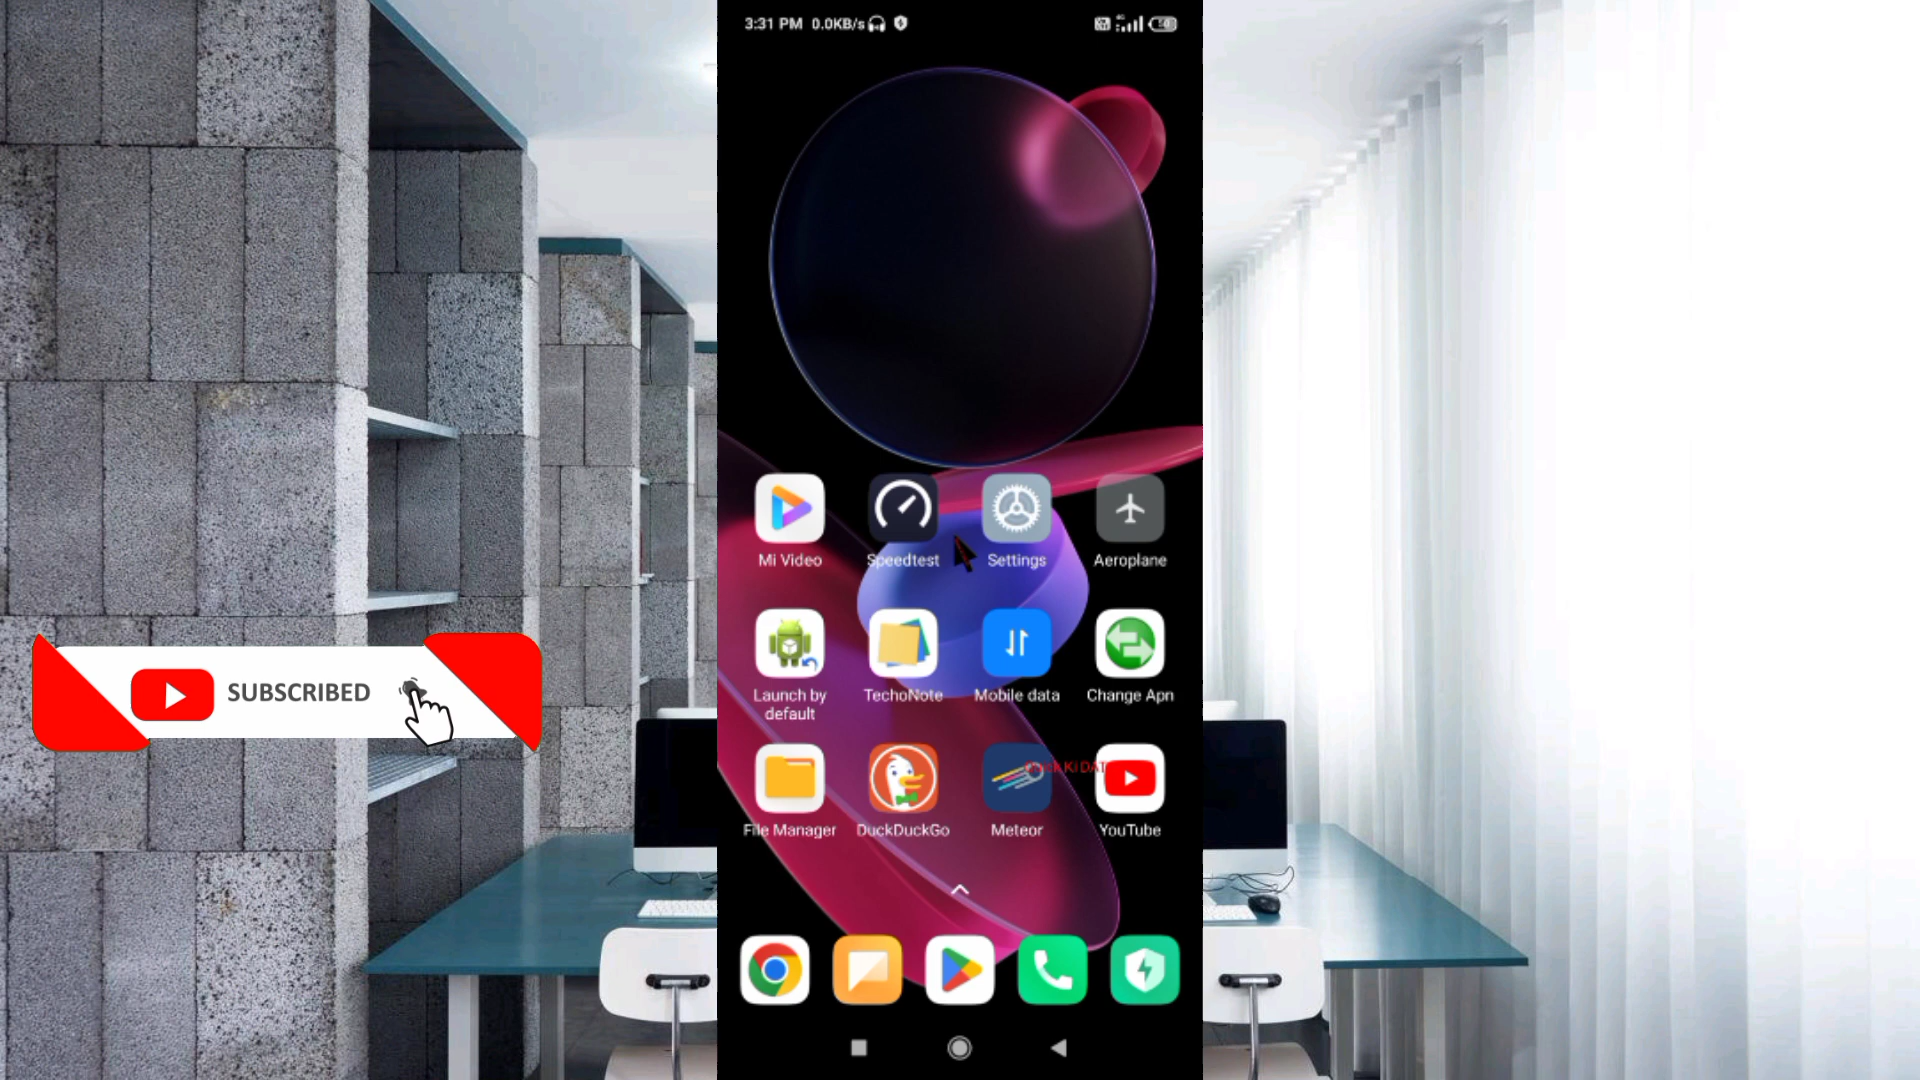 3:31 PM 0.0KB/s
50
Mi Video
Speedtest
Settings
Aeroplane
Launch by
default
TechoNote
Mobile data
Change Apn
SUBSCRIBED
File Manager
DuckDuckGo
Meteor
YouTube